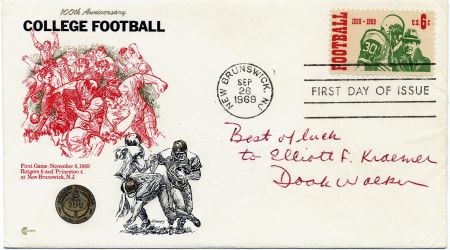 100th Anniversary
COLLEGE FOOTBALL
FOOTBALL
1869-1969
U.S. 6c
30
NEW BRUNSWICK, NJ
SEP
26
1969
FIRST DAY OF ISSUE
Best of luck
to Elliott F. Kraemer
Doak Walker
First Game-November 6, 1869
Rutgers 6 and Princeton 4
at New Brunswick, N.J.
100